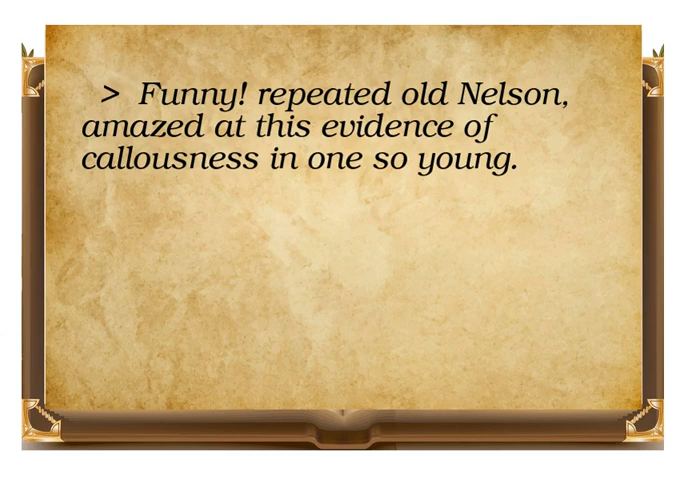 > Funny! repeated old Nelson,
amazed at this evidence of
callousness in one so young.